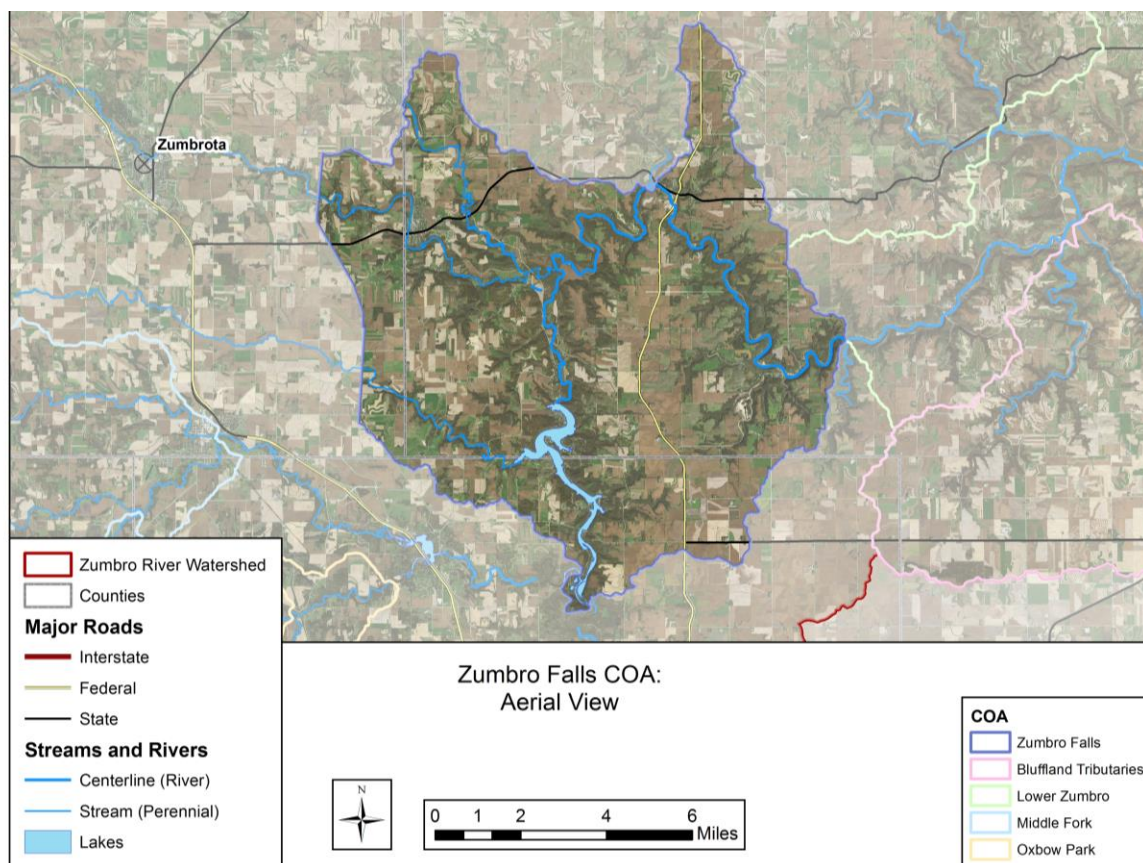 Zumbrota
Zumbro River Watershed
Counties
Major Roads
Interstate
Federal
State
Streams and Rivers
Centerline (River)
Stream (Perennial)
Lakes
Zumbro Falls COA:
Aerial View
N
0 1 2 4 6
Miles
COA
Zumbro Falls
Bluffland Tributaries
Lower Zumbro
Middle Fork
Oxbow Park